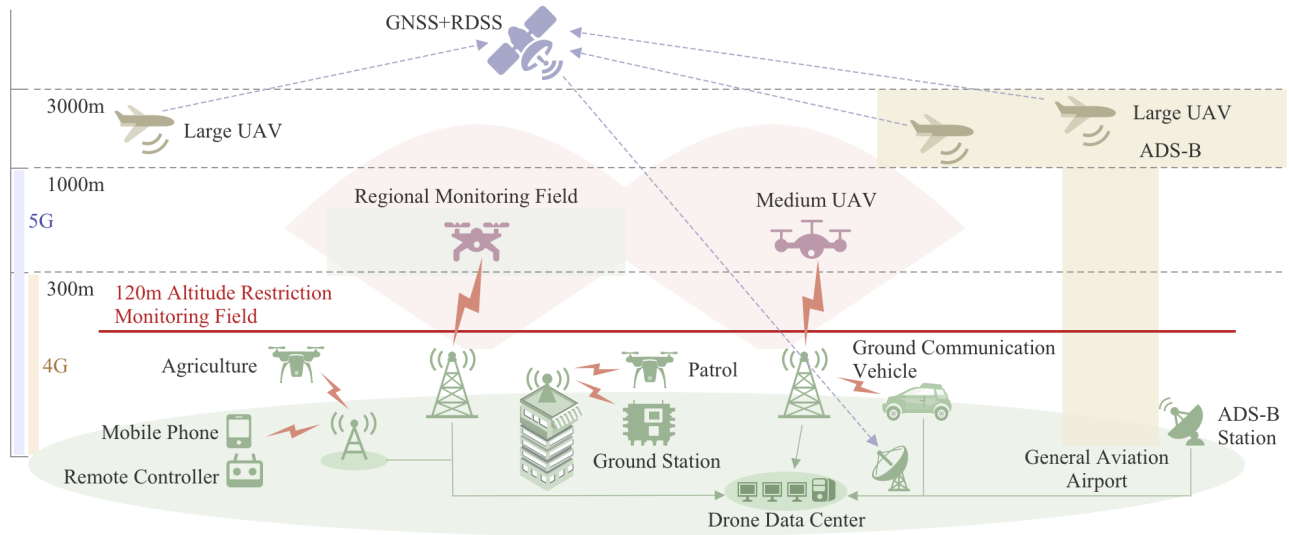 GNSS+RDSS
3000m
Large UAV
Large UAV
ADS-B
1000m
5G
Regional Monitoring Field
Medium UAV
300m
120m Altitude Restriction
Monitoring Field
4G
Agriculture
Patrol
Ground Communication
Vehicle
Mobile Phone
Remote Controller
Ground Station
General Aviation
Airport
ADS-B
Station
Drone Data Center